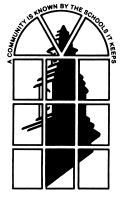 A COMMUNITY IS KNOWN BY THE SCHOOLS IT KEEPS